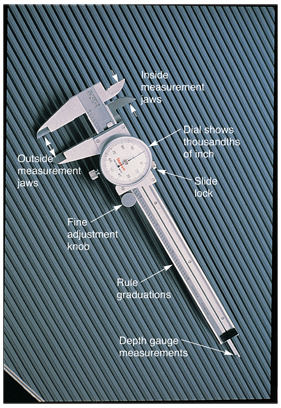 Inside
measurement
jaws
Dial shows
thousandths
of inch
Outside
measurement
jaws
Slide
lock
Fine
adjustment
knob
Rule
graduations
Depth gauge
measurements